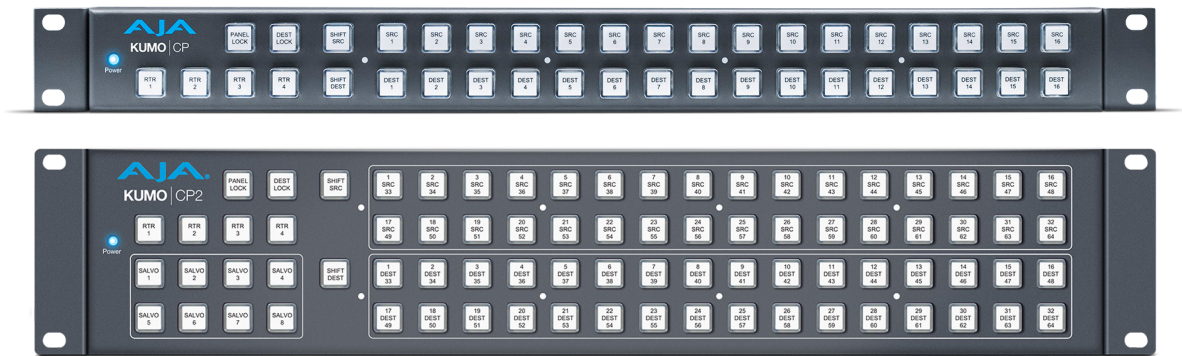 AJA
KUMO | CP
Power
PANEL LOCK
DEST LOCK
SHIFT SRC
SRC 1
SRC 2
SRC 3
SRC 4
SRC 5
SRC 6
SRC 7
SRC 8
SRC 9
SRC 10
SRC 11
SRC 12
SRC 13
SRC 14
SRC 15
SRC 16
RTR 1
RTR 2
RTR 3
RTR 4
SHIFT DEST
DEST 1
DEST 2
DEST 3
DEST 4
DEST 5
DEST 6
DEST 7
DEST 8
DEST 9
DEST 10
DEST 11
DEST 12
DEST 13
DEST 14
DEST 15
DEST 16
AJA®
KUMO | CP2
Power
PANEL LOCK
DEST LOCK
SHIFT SRC
1 SRC 33
2 SRC 34
3 SRC 35
4 SRC 36
5 SRC 37
6 SRC 38
7 SRC 39
8 SRC 40
9 SRC 41
10 SRC 42
11 SRC 43
12 SRC 44
13 SRC 45
14 SRC 46
15 SRC 47
16 SRC 48
RTR 1
RTR 2
RTR 3
RTR 4
17 SRC 49
18 SRC 50
19 SRC 51
20 SRC 52
21 SRC 53
22 SRC 54
23 SRC 55
24 SRC 56
25 SRC 57
26 SRC 58
27 SRC 59
28 SRC 60
29 SRC 61
30 SRC 62
31 SRC 63
32 SRC 64
SALVO 1
SALVO 2
SALVO 3
SALVO 4
SHIFT DEST
1 DEST 33
2 DEST 34
3 DEST 35
4 DEST 36
5 DEST 37
6 DEST 38
7 DEST 39
8 DEST 40
9 DEST 41
10 DEST 42
11 DEST 43
12 DEST 44
13 DEST 45
14 DEST 46
15 DEST 47
16 DEST 48
SALVO 5
SALVO 6
SALVO 7
SALVO 8
17 DEST 49
18 DEST 50
19 DEST 51
20 DEST 52
21 DEST 53
22 DEST 54
23 DEST 55
24 DEST 56
25 DEST 57
26 DEST 58
27 DEST 59
28 DEST 60
29 DEST 61
30 DEST 62
31 DEST 63
32 DEST 64